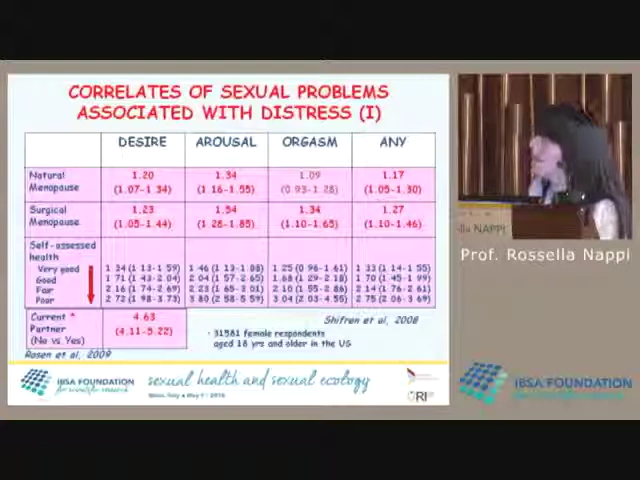 CORRELATES OF SEXUAL PROBLEMS
ASSOCIATED WITH DISTRESS (I)
DESIRE AROUSAL ORGASM ANY
Natural Menopause 1.20 (1.07-1.34) 1.34 (1.16-1.55) 1.09 (0.93-1.28) 1.17 (1.05-1.30)
Surgical Menopause 1.23 (1.05-1.44) 1.54 (1.28-1.85) 1.34 (1.10-1.65) 1.27 (1.10-1.46)
Self-assessed
health
Very good 1 34 (1 13-1 59) 1 46 (1 13-1 88) 1 25 (0 96-1 61) 1 33 (1 14-1 55)
Good 1 71 (1 43-2 04) 2 04 (1 57-2 65) 1 68 (1 29-2 18) 1 70 (1 45-1 99)
Fair 2 16 (1 74-2 69) 2 23 (1 65-3 01) 2 10 (1 55-2 86) 2 14 (1 76-2 61)
Poor 2 72 (1 98-3 73) 3 80 (2 58-5 59) 3 04 (2 03-4 55) 2 75 (2 06-3 69)
Current *
Partner
(No vs Yes)
4.63
(4.11-5.22)
Shifren et al, 2008
· 31581 female respondents
aged 18 yrs and older in the US
Rosen et al, 2009
IBSA FOUNDATION
for scientific research
sexual health and sexual ecology
RI
NAPPI
Prof. Rossella Nappi
IBSA FOUNDATION
for scientific research